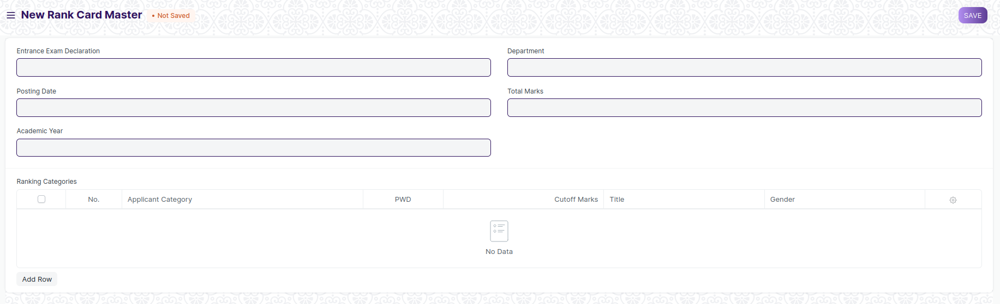 New Rank Card Master
• Not Saved
SAVE
Entrance Exam Declaration
Department
Posting Date
Total Marks
Academic Year
Ranking Categories
No. Applicant Category PWD Cutoff Marks Title Gender
No Data
Add Row